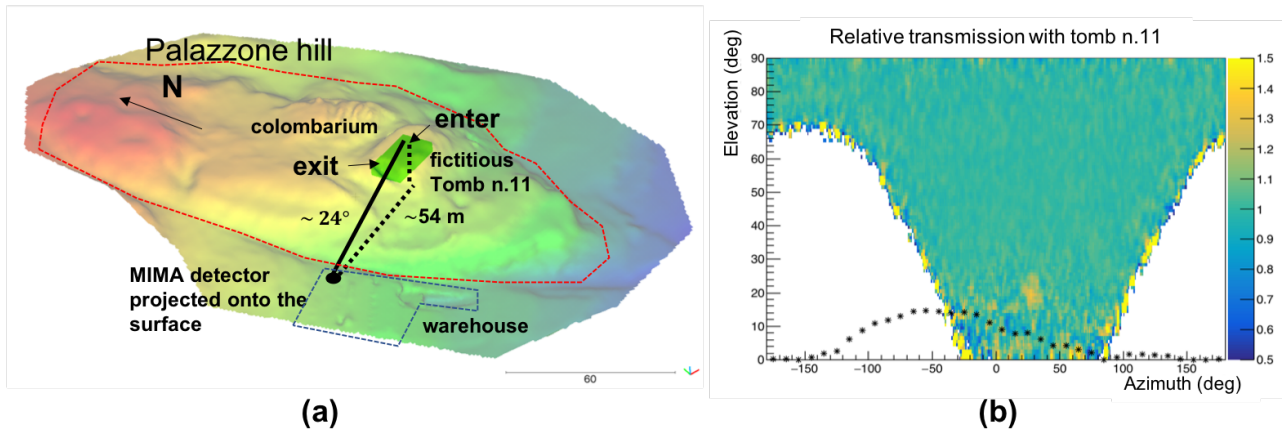 Palazzone hill
N
colombarium
enter
exit
fictitious
Tomb n.11
~ 24°
~54 m
MIMA detector
projected onto the
surface
warehouse
60
(a)
Relative transmission with tomb n.11
Elevation (deg)
90
80
70
60
50
40
30
20
10
0
−150 −100 −50 0 50 100 150
Azimuth (deg)
1.5
1.4
1.3
1.2
1.1
1
0.9
0.8
0.7
0.6
0.5
(b)